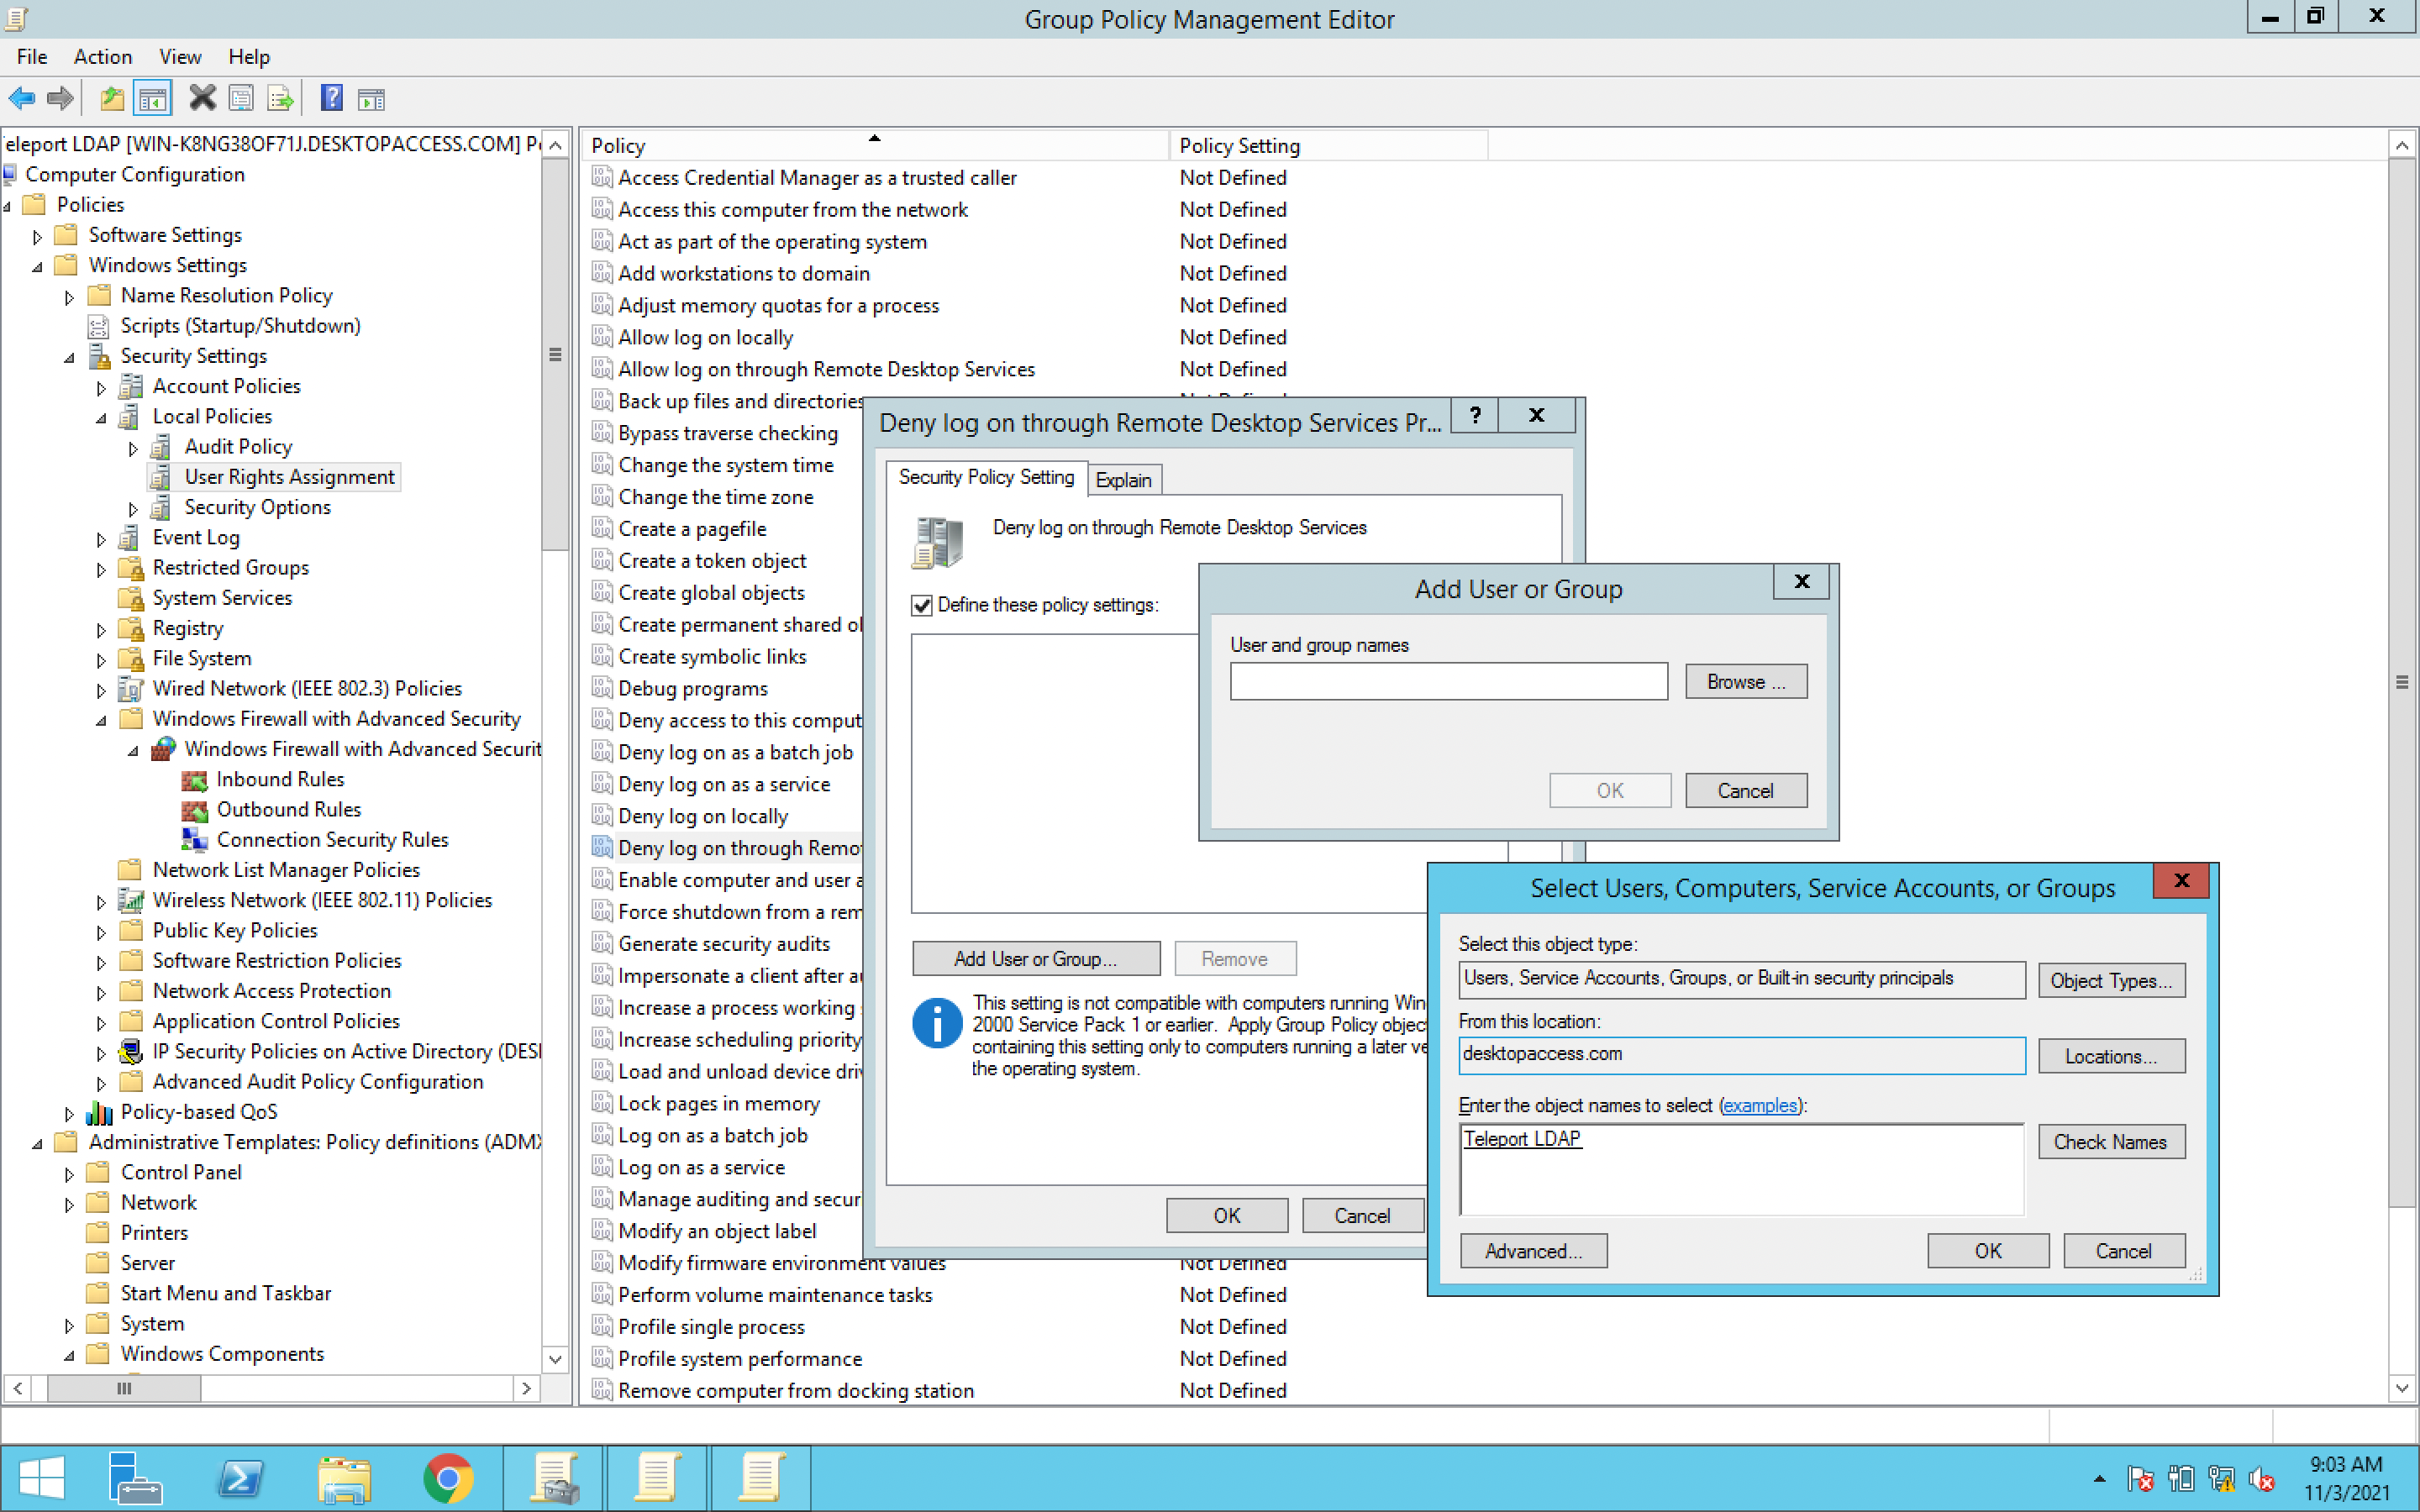 Group Policy Management Editor
File Action View Help
eleport LDAP [WIN-K8NG38OF71J.DESKTOPACCESS.COM] P
Computer Configuration
Policies
Software Settings
Windows Settings
Name Resolution Policy
Scripts (Startup/Shutdown)
Security Settings
Account Policies
Local Policies
Audit Policy
User Rights Assignment
Security Options
Event Log
Restricted Groups
System Services
Registry
File System
Wired Network (IEEE 802.3) Policies
Windows Firewall with Advanced Security
Windows Firewall with Advanced Securit
Inbound Rules
Outbound Rules
Connection Security Rules
Network List Manager Policies
Wireless Network (IEEE 802.11) Policies
Public Key Policies
Software Restriction Policies
Network Access Protection
Application Control Policies
IP Security Policies on Active Directory (DESI
Advanced Audit Policy Configuration
Policy-based QoS
Administrative Templates: Policy definitions (ADMX
Control Panel
Network
Printers
Server
Start Menu and Taskbar
System
Windows Components
Policy Policy Setting
Access Credential Manager as a trusted caller Not Defined
Access this computer from the network Not Defined
Act as part of the operating system Not Defined
Add workstations to domain Not Defined
Adjust memory quotas for a process Not Defined
Allow log on locally Not Defined
Allow log on through Remote Desktop Services Not Defined
Back up files and directories
Bypass traverse checking
Change the system time
Change the time zone
Create a pagefile
Create a token object
Create global objects
Create permanent shared ol
Create symbolic links
Debug programs
Deny access to this comput
Deny log on as a batch job
Deny log on as a service
Deny log on locally
Deny log on through Remo
Enable computer and user a
Force shutdown from a rem
Generate security audits
Impersonate a client after a
Increase a process working
Increase scheduling priority
Load and unload device driv
Lock pages in memory
Log on as a batch job
Log on as a service
Manage auditing and secur
Modify an object label
Modify firmware environment values Not Defined
Perform volume maintenance tasks Not Defined
Profile single process Not Defined
Profile system performance Not Defined
Remove computer from docking station Not Defined
Deny log on through Remote Desktop Services Pr... ?
Security Policy Setting Explain
Deny log on through Remote Desktop Services
Define these policy settings:
Add User or Group... Remove
This setting is not compatible with computers running Win
2000 Service Pack 1 or earlier. Apply Group Policy objec
containing this setting only to computers running a later ve
the operating system.
OK Cancel
Add User or Group
User and group names
Browse ...
OK Cancel
Select Users, Computers, Service Accounts, or Groups
Select this object type:
Users, Service Accounts, Groups, or Built-in security principals Object Types...
From this location:
desktopaccess.com Locations...
Enter the object names to select (examples):
Teleport LDAP Check Names
Advanced... OK Cancel
9:03 AM
11/3/2021